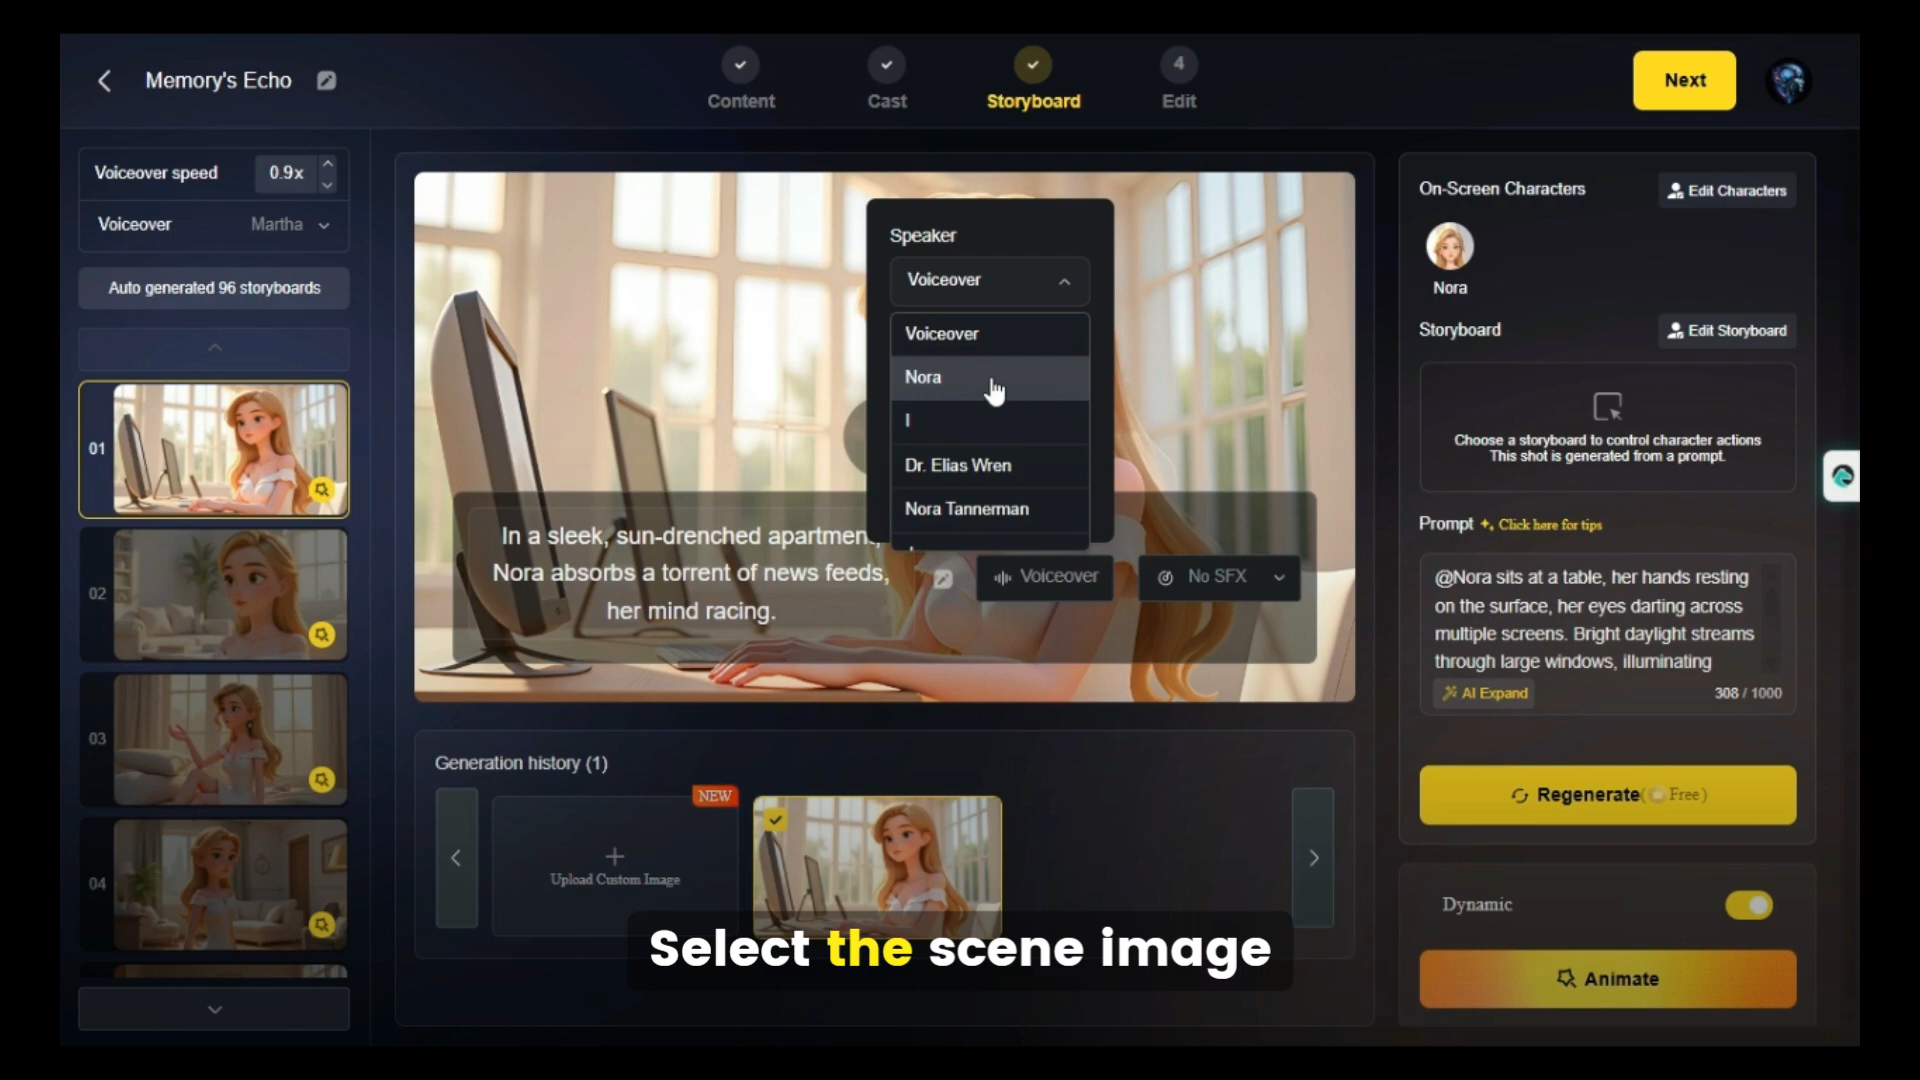 Memory's Echo
Content
Cast
Storyboard
4
Edit
Next
Voiceover speed
0.9x
Voiceover
Martha
Auto generated 96 storyboards
01
02
03
04
Speaker
Voiceover
Voiceover
Nora
I
Dr. Elias Wren
Nora Tannerman
In a sleek, sun-drenched apartment,
Nora absorbs a torrent of news feeds,
her mind racing.
Voiceover
No SFX
Generation history (1)
NEW
Upload Custom Image
Select the scene image
On-Screen Characters
Edit Characters
Nora
Storyboard
Edit Storyboard
Choose a storyboard to control character actions
This shot is generated from a prompt.
Prompt
Click here for tips
@Nora sits at a table, her hands resting
on the surface, her eyes darting across
multiple screens. Bright daylight streams
through large windows, illuminating
AI Expand
308 / 1000
Regenerate( Free)
Dynamic
Animate